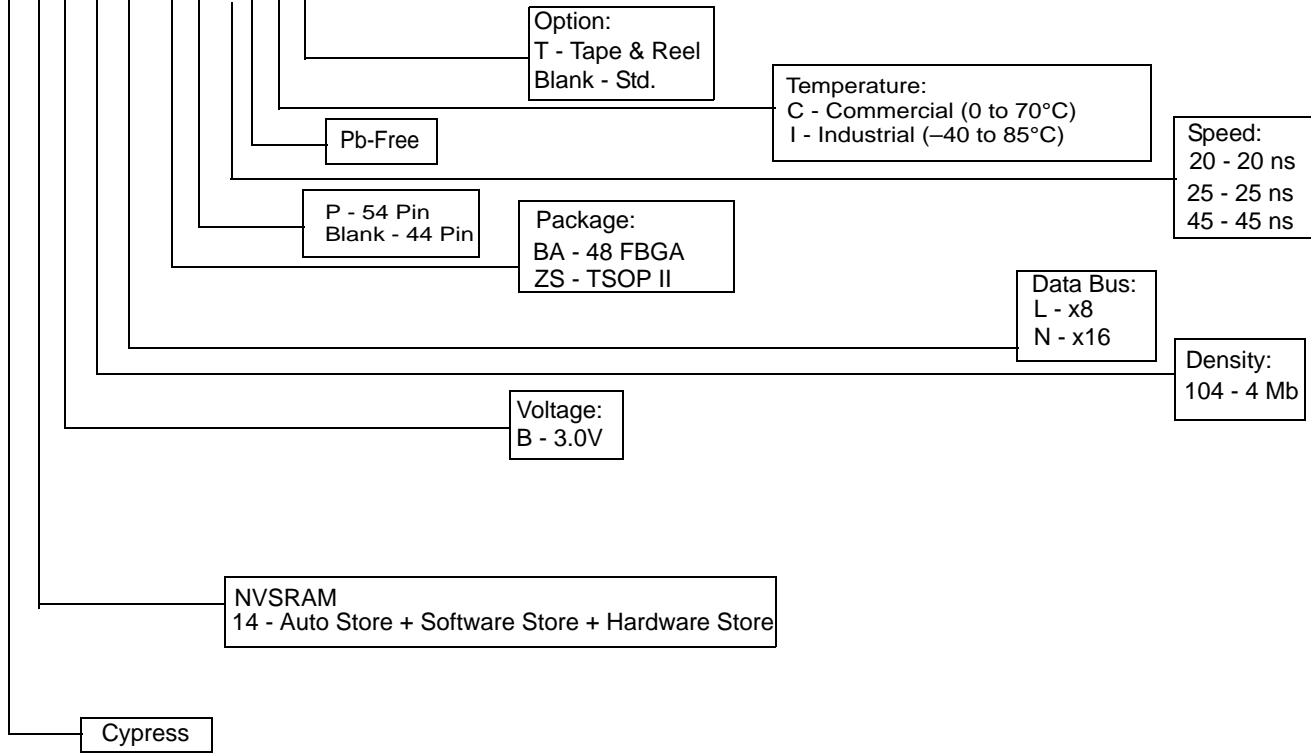 Option:
T - Tape & Reel
Blank - Std.
Temperature:
C - Commercial (0 to 70°C)
I - Industrial (–40 to 85°C)
Pb-Free
Speed:
20 - 20 ns
25 - 25 ns
45 - 45 ns
P - 54 Pin
Blank - 44 Pin
Package:
BA - 48 FBGA
ZS - TSOP II
Data Bus:
L - x8
N - x16
Density:
104 - 4 Mb
Voltage:
B - 3.0V
NVSRAM
14 - Auto Store + Software Store + Hardware Store
Cypress